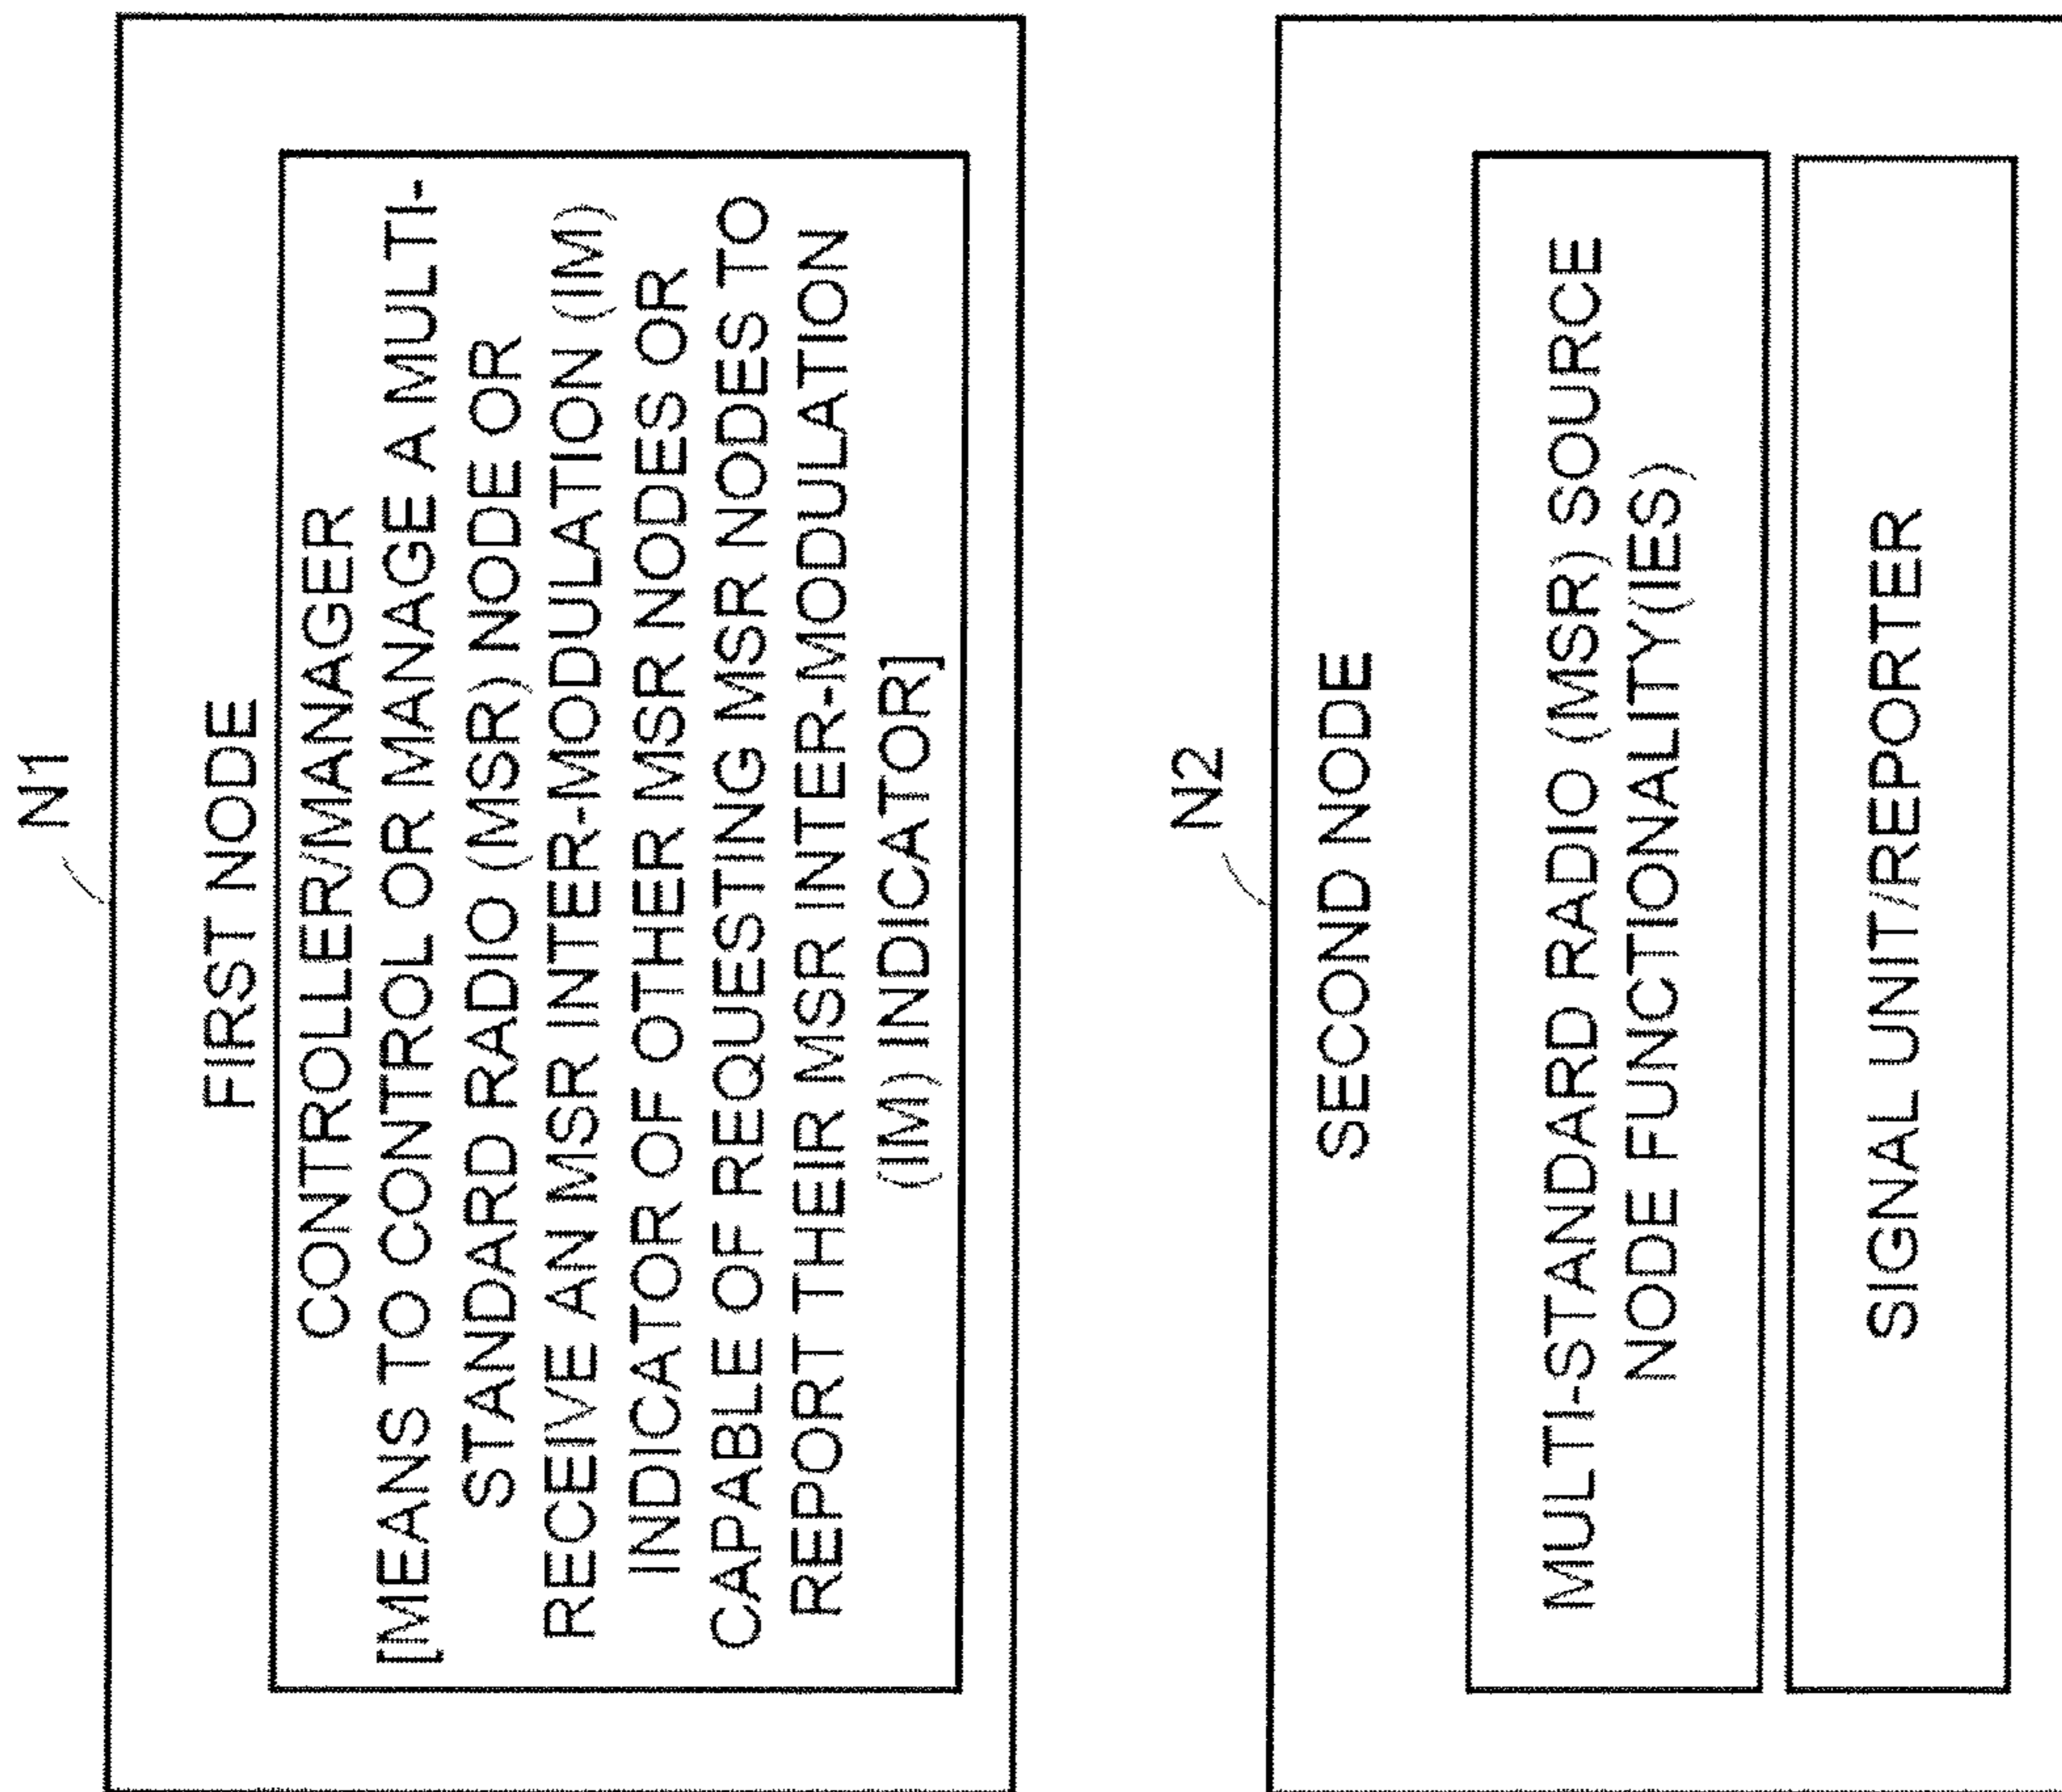 N1
FIRST NODE
CONTROLLER/MANAGER
[MEANS TO CONTROL OR MANAGE A MULTI-
STANDARD RADIO (MSR) NODE OR
RECEIVE AN MSR INTER-MODULATION (IM)
INDICATOR OF OTHER MSR NODES OR
CAPABLE OF REQUESTING MSR NODES TO
REPORT THEIR MSR INTER-MODULATION
(IM) INDICATOR]
N2
SECOND NODE
MULTI-STANDARD RADIO (MSR) SOURCE
NODE FUNCTIONALITY(IES)
SIGNAL UNIT/REPORTER